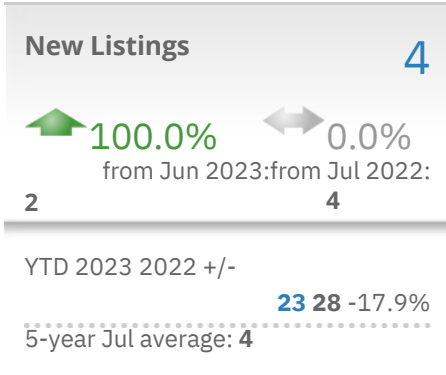 New Listings
4
100.0% 0.0%
from Jun 2023:from Jul 2022:
2 4
YTD 2023 2022 +/-
23 28 -17.9%
5-year Jul average: 4